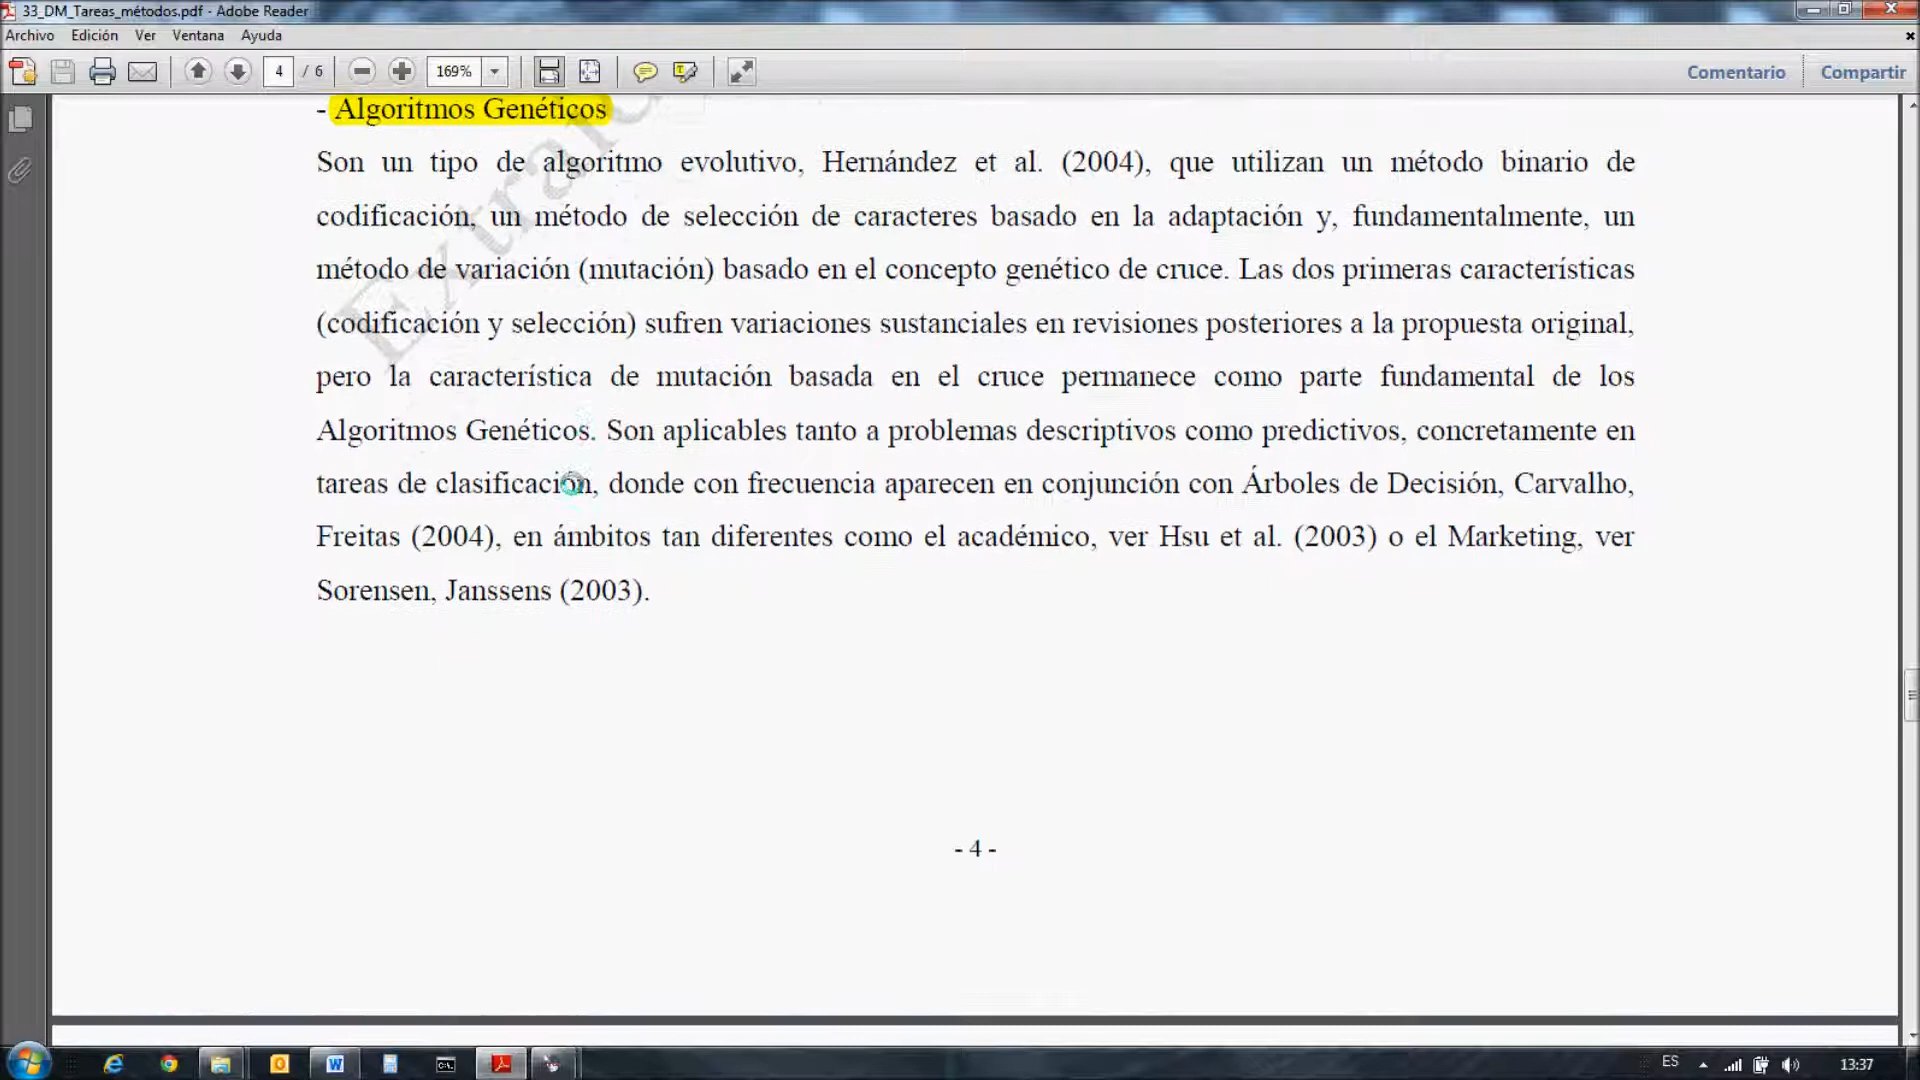 33_DM_Tareas_métodos.pdf - Adobe Reader
Archivo Edición Ver Ventana Ayuda
4 / 6 169% Comentario Compartir
- Algoritmos Genéticos
Son un tipo de algoritmo evolutivo, Hernández et al. (2004), que utilizan un método binario de
codificación, un método de selección de caracteres basado en la adaptación y, fundamentalmente, un
método de variación (mutación) basado en el concepto genético de cruce. Las dos primeras características
(codificación y selección) sufren variaciones sustanciales en revisiones posteriores a la propuesta original,
pero la característica de mutación basada en el cruce permanece como parte fundamental de los
Algoritmos Genéticos. Son aplicables tanto a problemas descriptivos como predictivos, concretamente en
tareas de clasificación, donde con frecuencia aparecen en conjunción con Árboles de Decisión, Carvalho,
Freitas (2004), en ámbitos tan diferentes como el académico, ver Hsu et al. (2003) o el Marketing, ver
Sorensen, Janssens (2003).
- 4 -
ES 13:37